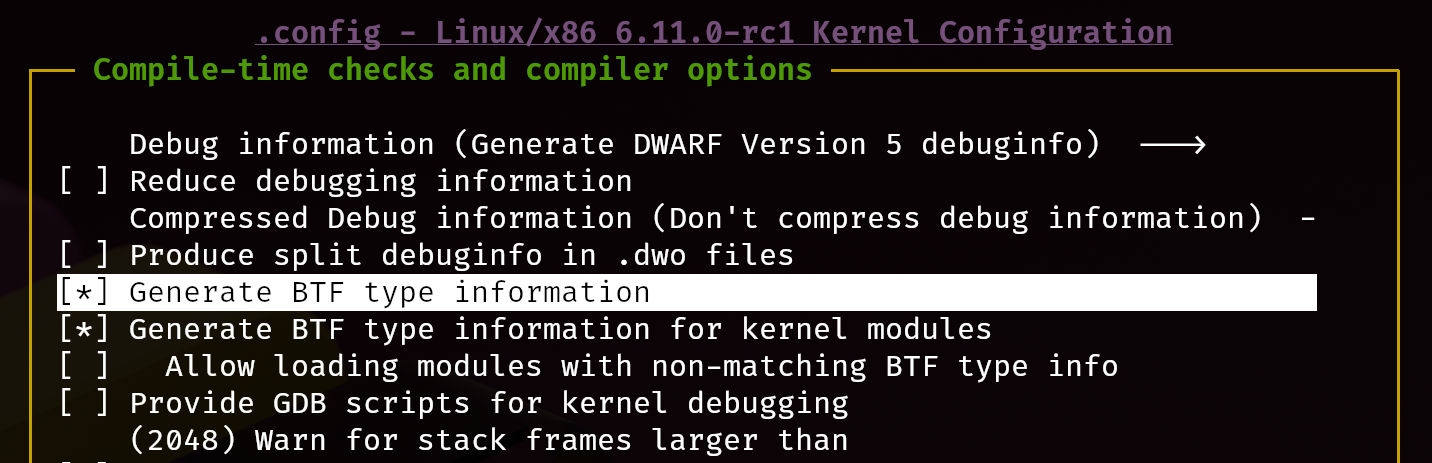 .config - Linux/x86 6.11.0-rc1 Kernel Configuration
Compile-time checks and compiler options
Debug information (Generate DWARF Version 5 debuginfo)  --->
[ ] Reduce debugging information
Compressed Debug information (Don't compress debug information)  -
[ ] Produce split debuginfo in .dwo files
[*] Generate BTF type information
[*] Generate BTF type information for kernel modules
[ ]   Allow loading modules with non-matching BTF type info
[ ] Provide GDB scripts for kernel debugging
(2048) Warn for stack frames larger than